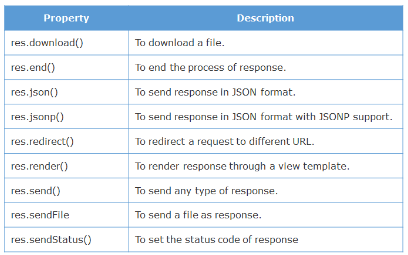 Property Description
res.download() To download a file.
res.end() To end the process of response.
res.json() To send response in JSON format.
res.jsonp() To send response in JSON format with JSONP support.
res.redirect() To redirect a request to different URL.
res.render() To render response through a view template.
res.send() To send any type of response.
res.sendFile To send a file as response.
res.sendStatus() To set the status code of response